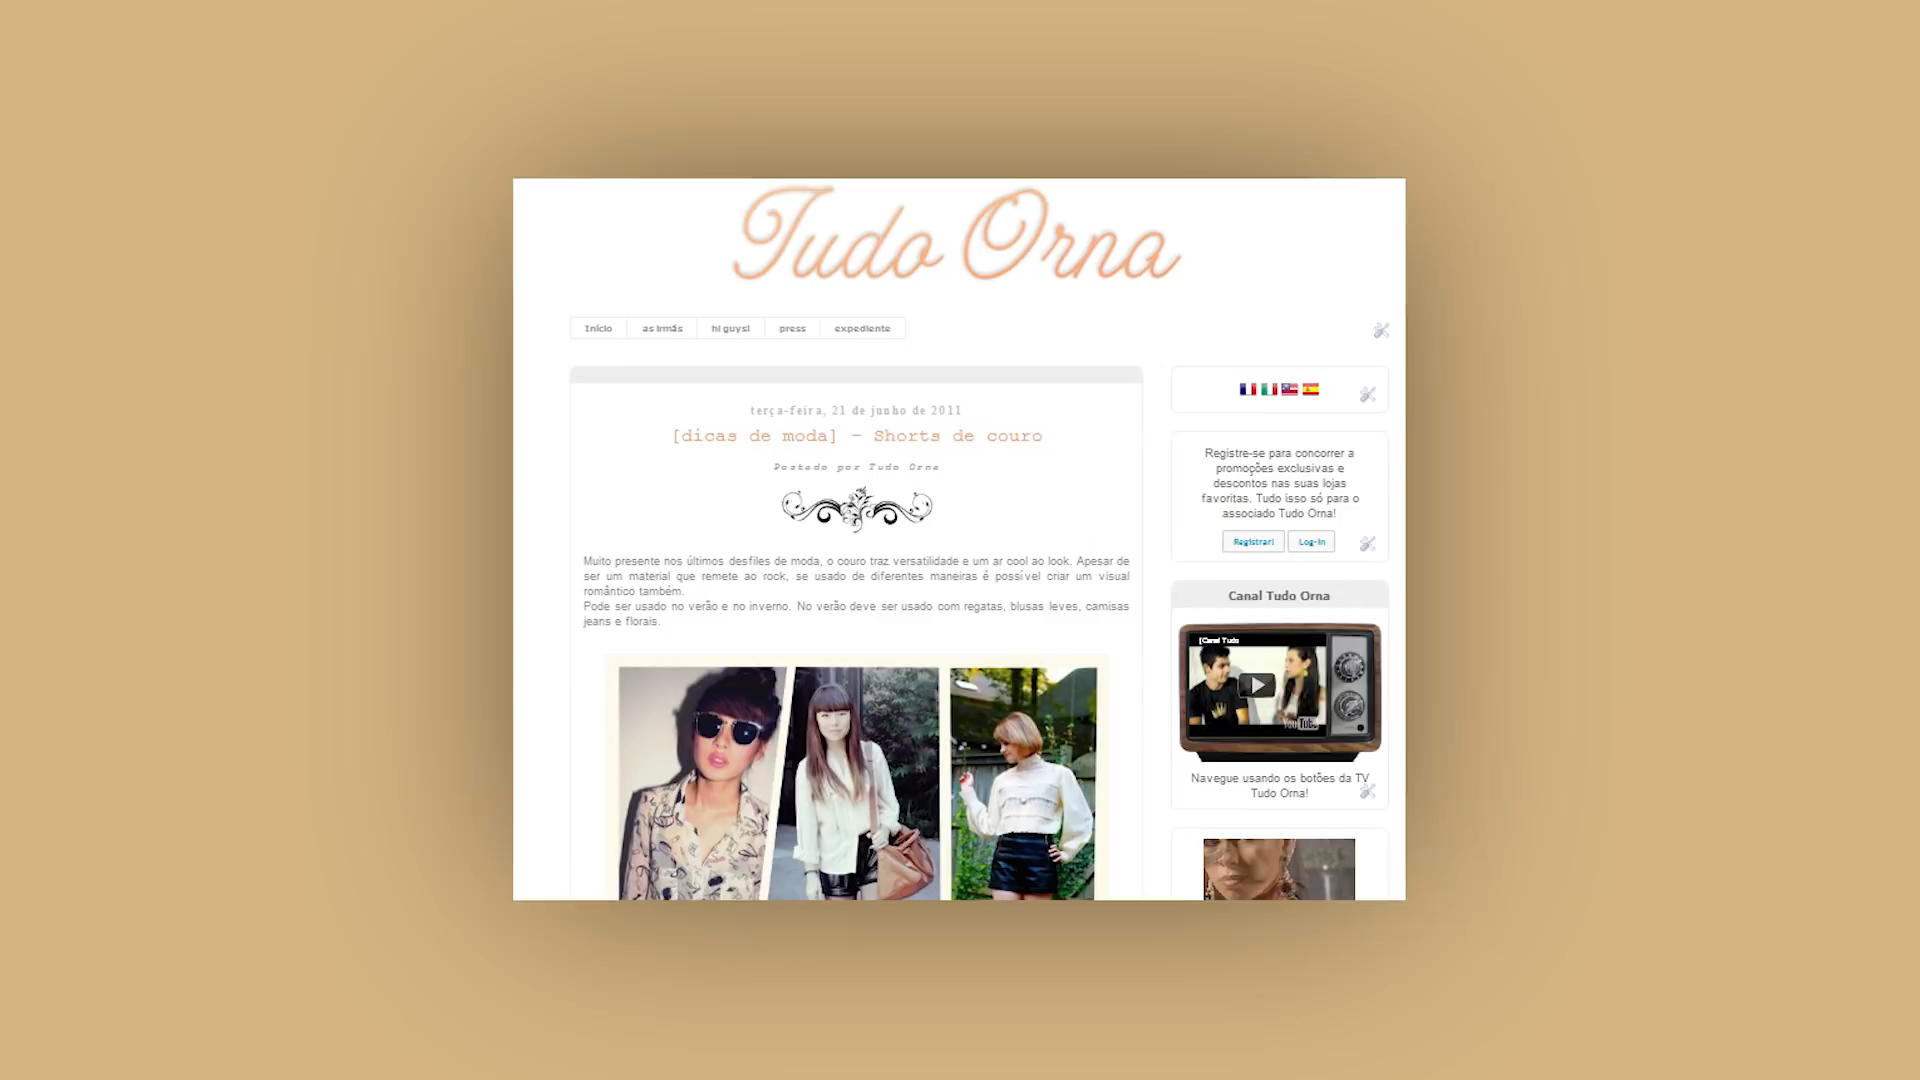 Tudo Orna
Início as irmãs hi guys! press expediente
terça-feira, 21 de junho de 2011
[dicas de moda] - Shorts de couro
Postado por Tudo Orna
Muito presente nos últimos desfiles de moda, o couro traz versatilidade e um ar cool ao look. Apesar de
ser um material que remete ao rock, se usado de diferentes maneiras é possível criar um visual
romântico também.
Pode ser usado no verão e no inverno. No verão deve ser usado com regatas, blusas leves, camisas
jeans e florais.
Registre-se para concorrer a
promoções exclusivas e
descontos nas suas lojas
favoritas. Tudo isso só para o
associado Tudo Orna!
Registrar! Log-in
Canal Tudo Orna
[Canal Tudo
YouTube
Navegue usando os botões da TV
Tudo Orna!